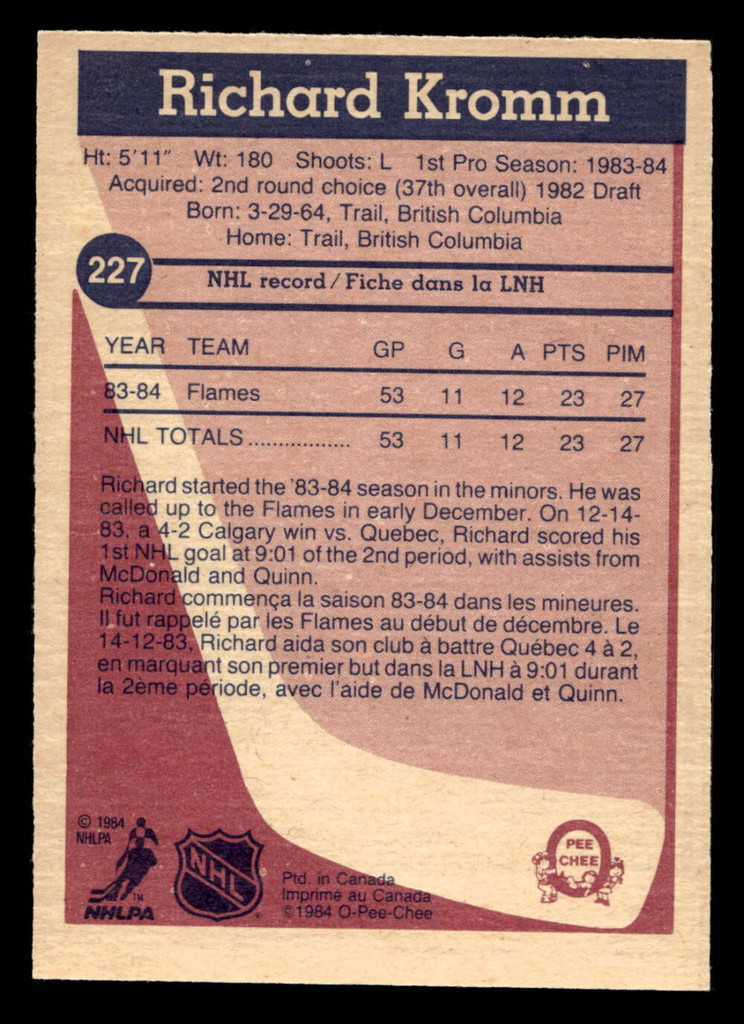 Richard Kromm
Ht: 5'11" Wt: 180 Shoots: L 1st Pro Season: 1983-84
Acquired: 2nd round choice (37th overall) 1982 Draft
Born: 3-29-64, Trail, British Columbia
Home: Trail, British Columbia
227
NHL record / Fiche dans la LNH
YEAR TEAM GP G A PTS PIM
83-84 Flames 53 11 12 23 27
NHL TOTALS ................. 53 11 12 23 27
Richard started the '83-84 season in the minors. He was
called up to the Flames in early December. On 12-14-
83, a 4-2 Calgary win vs. Quebec, Richard scored his
1st NHL goal at 9:01 of the 2nd period, with assists from
McDonald and Quinn.
Richard commença la saison 83-84 dans les mineures.
Il fut rappelé par les Flames au début de décembre. Le
14-12-83, Richard aida son club à battre Québec 4 à 2,
en marquant son premier but dans la LNH à 9:01 durant
la 2ème période, avec l'aide de McDonald et Quinn.
© 1984
NHLPA
TM
NHLPA
NHL
Ptd. in Canada
Imprimé au Canada
©1984 O-Pee-Chee
O
PEE
CHEE